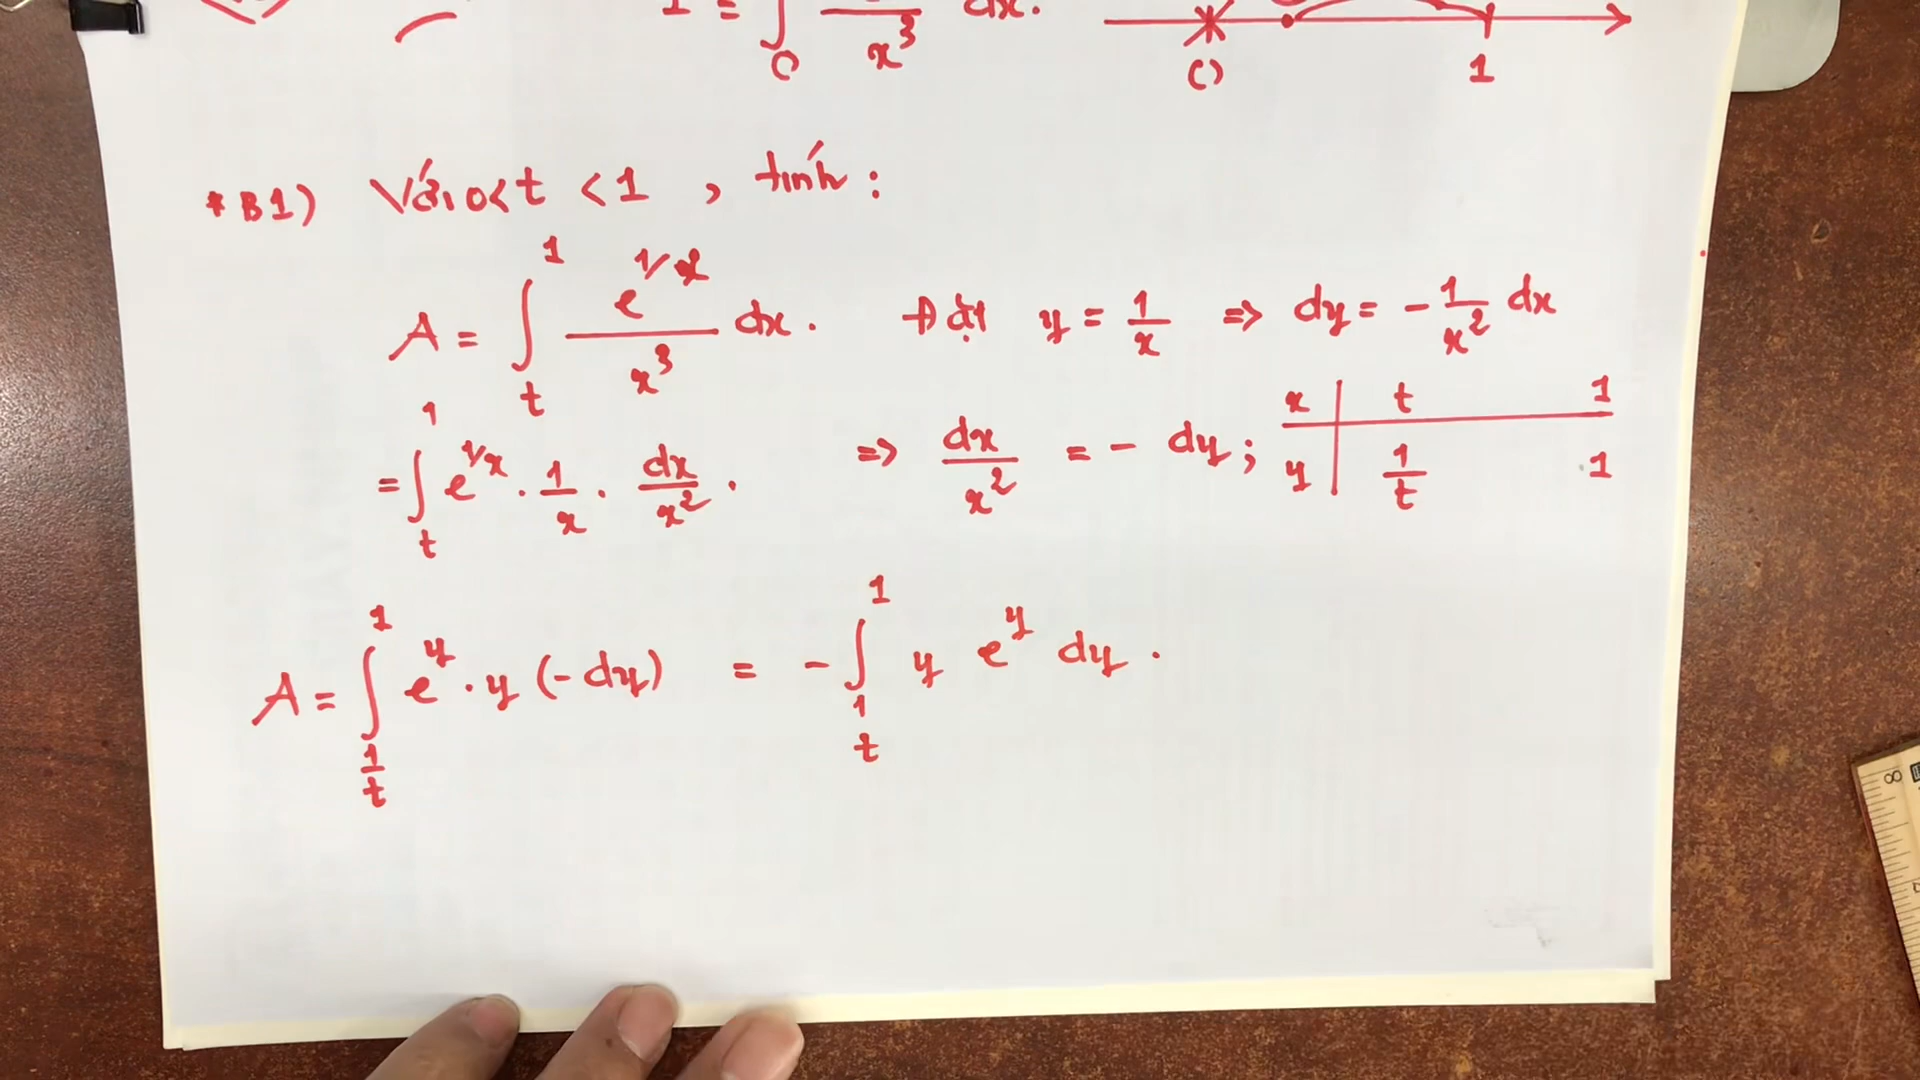 I = ∫₀ x³ dx.
0 1
* B1) Với 0 < t < 1 , tính :
A = ∫ₜ¹ e^(1/x) / x³ dx . Đặt y = 1/x ⇒ dy = - 1/x² dx
= ∫ₜ¹ e^(1/x) . 1/x . dx/x² . ⇒ dx/x² = - dy ;
x | t 1
y | 1/t 1
A = ∫_(1/t)^1 e^y . y (- dy) = - ∫_(1/t)^1 y e^y dy .
8